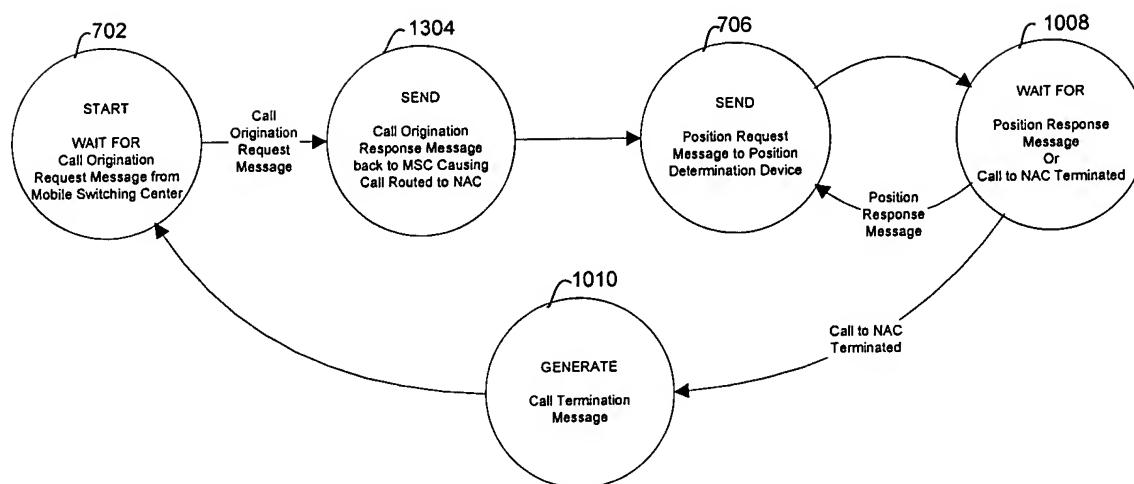 702
1304
706
1008
START
WAIT FOR
Call Origination
Request Message from
Mobile Switching Center
Call
Origination
Request
Message
SEND
Call Origination
Response Message
back to MSC Causing
Call Routed to NAC
SEND
Position Request
Message to Position
Determination Device
WAIT FOR
Position Response
Message
Or
Call to NAC Terminated
Position
Response
Message
Call to NAC
Terminated
1010
GENERATE
Call Termination
Message